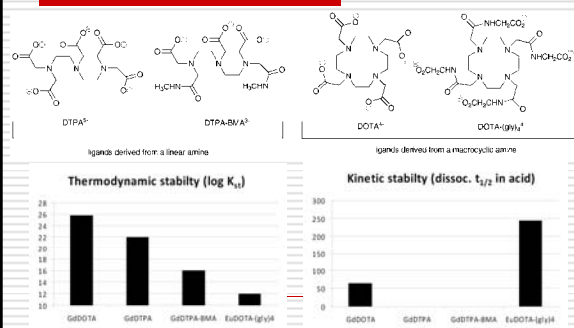 DTPA5-
DTPA-BMA3-
DOTA4-
DOTA-(gly)44-
ligands derived from a linear amine
ligands derived from a macrocyclic amine
Thermodynamic stabilty (log Kst)
28
26
24
22
20
18
16
14
12
10
GdDOTA
GdDTPA
GdDTPA-BMA
EuDOTA-(gly)4
Kinetic stabilty (dissoc. t1/2 in acid)
300
250
200
150
100
50
0
GdDOTA
GdDTPA
GdDTPA-BMA
EuDOTA-(gly)4